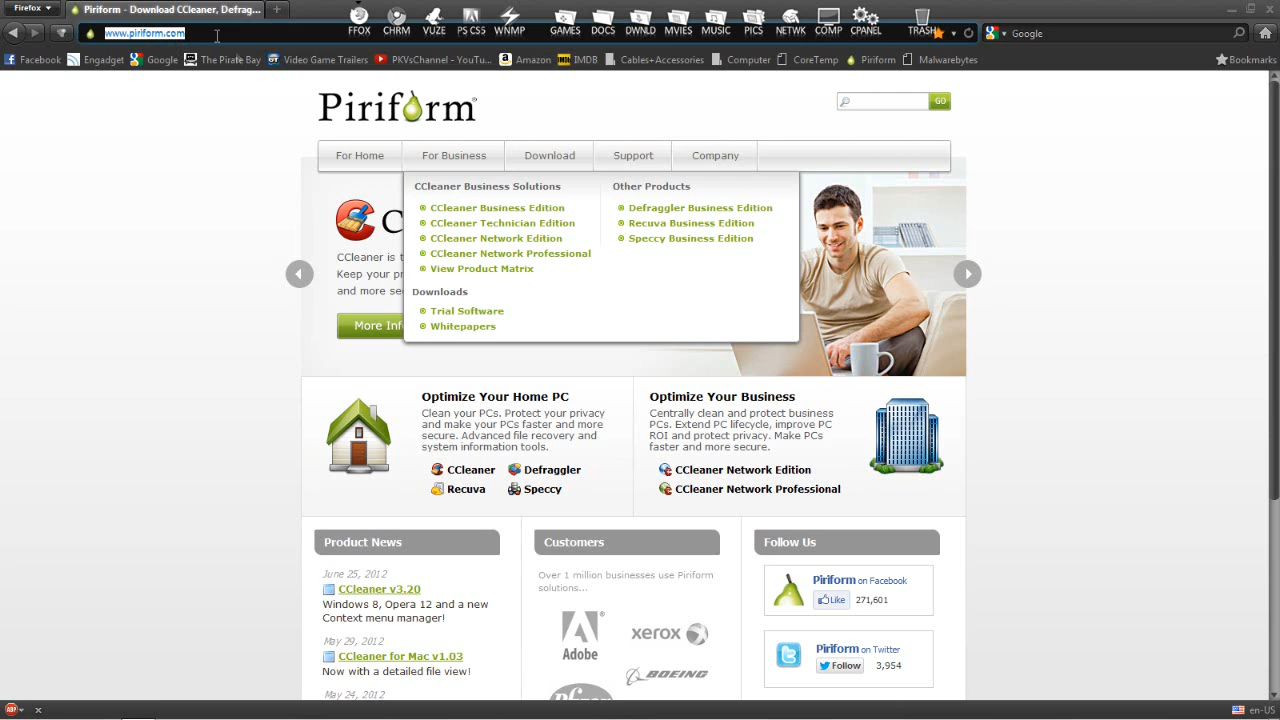 Firefox
Piriform - Download CCleaner, Defrag...
www.piriform.com
FFOX
CHRM
VUZE
PS CS5
WNMP
GAMES
DOCS
DWNLD
MVIES
MUSIC
PICS
NETWK
COMP
CPANEL
TRASH
Google
Facebook
Engadget
Google
The Pirate Bay
Video Game Trailers
PKVsChannel - YouTu...
Amazon
IMDB
Cables+Accessories
Computer
CoreTemp
Piriform
Malwarebytes
Bookmarks
Piriform
GO
For Home
For Business
Download
Support
Company
CCleaner Business Solutions
CCleaner Business Edition
CCleaner Technician Edition
CCleaner Network Edition
CCleaner Network Professional
View Product Matrix
Downloads
Trial Software
Whitepapers
Other Products
Defraggler Business Edition
Recuva Business Edition
Speccy Business Edition
C
CCleaner is t
Keep your pr
and more se
More Inf
Optimize Your Home PC
Clean your PCs. Protect your privacy
and make your PCs faster and more
secure. Advanced file recovery and
system information tools.
CCleaner
Defraggler
Recuva
Speccy
Optimize Your Business
Centrally clean and protect business
PCs. Extend PC lifecycle, improve PC
ROI and protect privacy. Make PCs
faster and more secure.
CCleaner Network Edition
CCleaner Network Professional
Product News
June 25, 2012
CCleaner v3.20
Windows 8, Opera 12 and a new
Context menu manager!
May 29, 2012
CCleaner for Mac v1.03
Now with a detailed file view!
May 24, 2012
Customers
Over 1 million businesses use Piriform
solutions...
Adobe
xerox
BOEING
Pfizer
Follow Us
Piriform on Facebook
Like
271,601
Piriform on Twitter
Follow
3,954
ABP
en-US